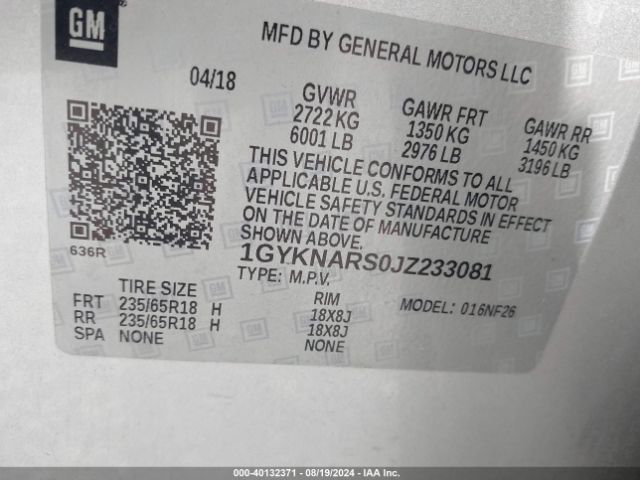 GM
MFD BY GENERAL MOTORS LLC
04/18
GVWR
2722 KG
6001 LB
GAWR FRT
1350 KG
2976 LB
GAWR RR
1450 KG
3196 LB
THIS VEHICLE CONFORMS TO ALL
APPLICABLE U.S. FEDERAL MOTOR
VEHICLE SAFETY STANDARDS IN EFFECT
ON THE DATE OF MANUFACTURE
SHOWN ABOVE.
636R
1GYKNARS0JZ233081
TYPE: M.P.V.
MODEL: 016NF26
TIRE SIZE RIM
FRT 235/65R18 H 18X8J
RR 235/65R18 H 18X8J
SPA NONE NONE
000-40132371 - 08/19/2024 - IAA Inc.